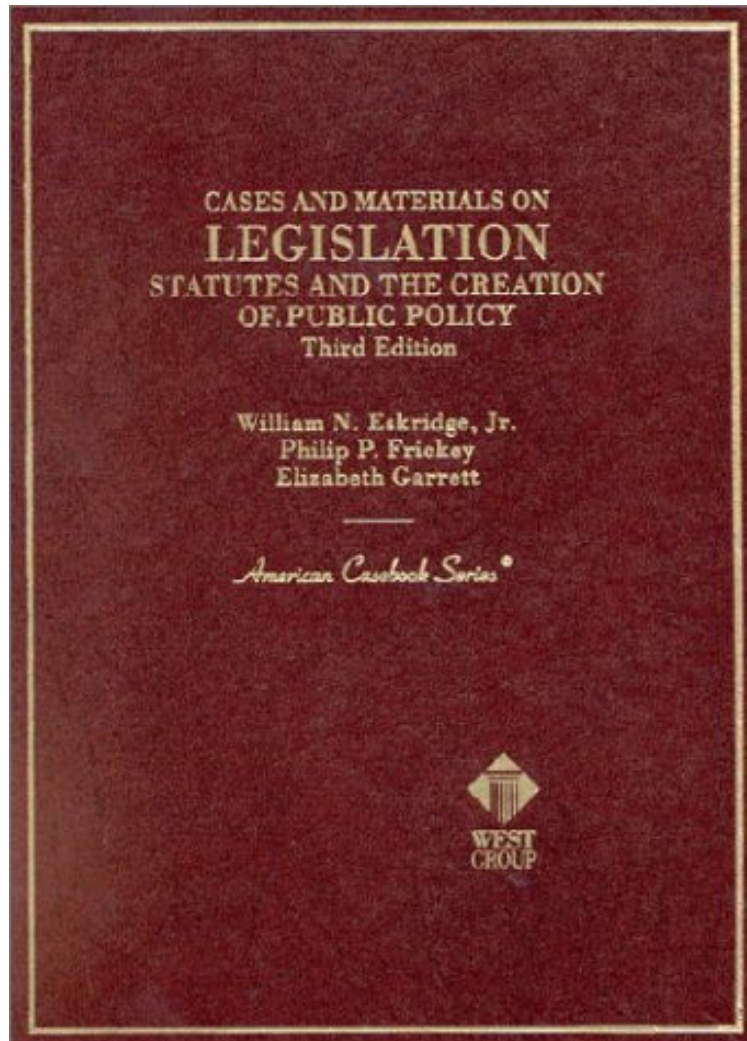 CASES AND MATERIALS ON
LEGISLATION
STATUTES AND THE CREATION
OF PUBLIC POLICY
Third Edition
William N. Eskridge, Jr.
Philip P. Frickey
Elizabeth Garrett
American Casebook Series®
WEST
GROUP